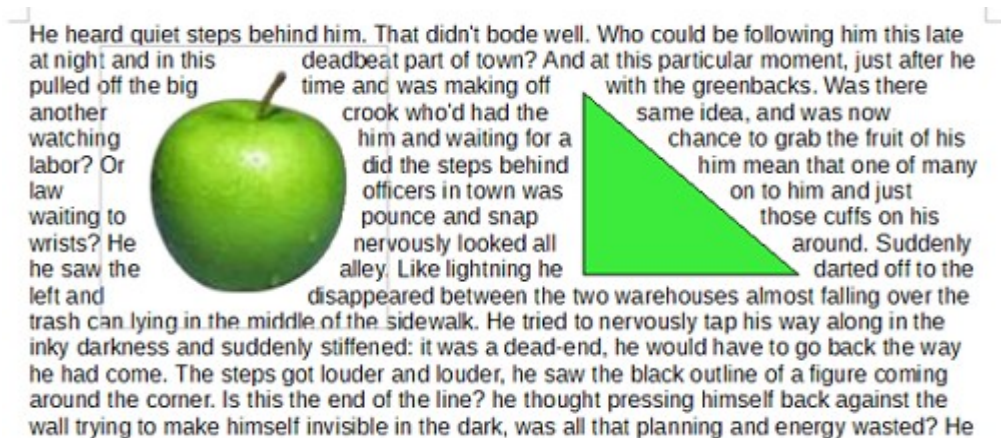 He heard quiet steps behind him. That didn't bode well. Who could be following him this late
at night and in this deadbeat part of town? And at this particular moment, just after he
pulled off the big time and was making off with the greenbacks. Was there
another crook who'd had the same idea, and was now
watching him and waiting for a chance to grab the fruit of his
labor? Or did the steps behind him mean that one of many
law officers in town was on to him and just
waiting to pounce and snap those cuffs on his
wrists? He nervously looked all around. Suddenly
he saw the alley. Like lightning he darted off to the
left and disappeared between the two warehouses almost falling over the
trash can lying in the middle of the sidewalk. He tried to nervously tap his way along in the
inky darkness and suddenly stiffened: it was a dead-end, he would have to go back the way
he had come. The steps got louder and louder, he saw the black outline of a figure coming
around the corner. Is this the end of the line? he thought pressing himself back against the
wall trying to make himself invisible in the dark, was all that planning and energy wasted? He